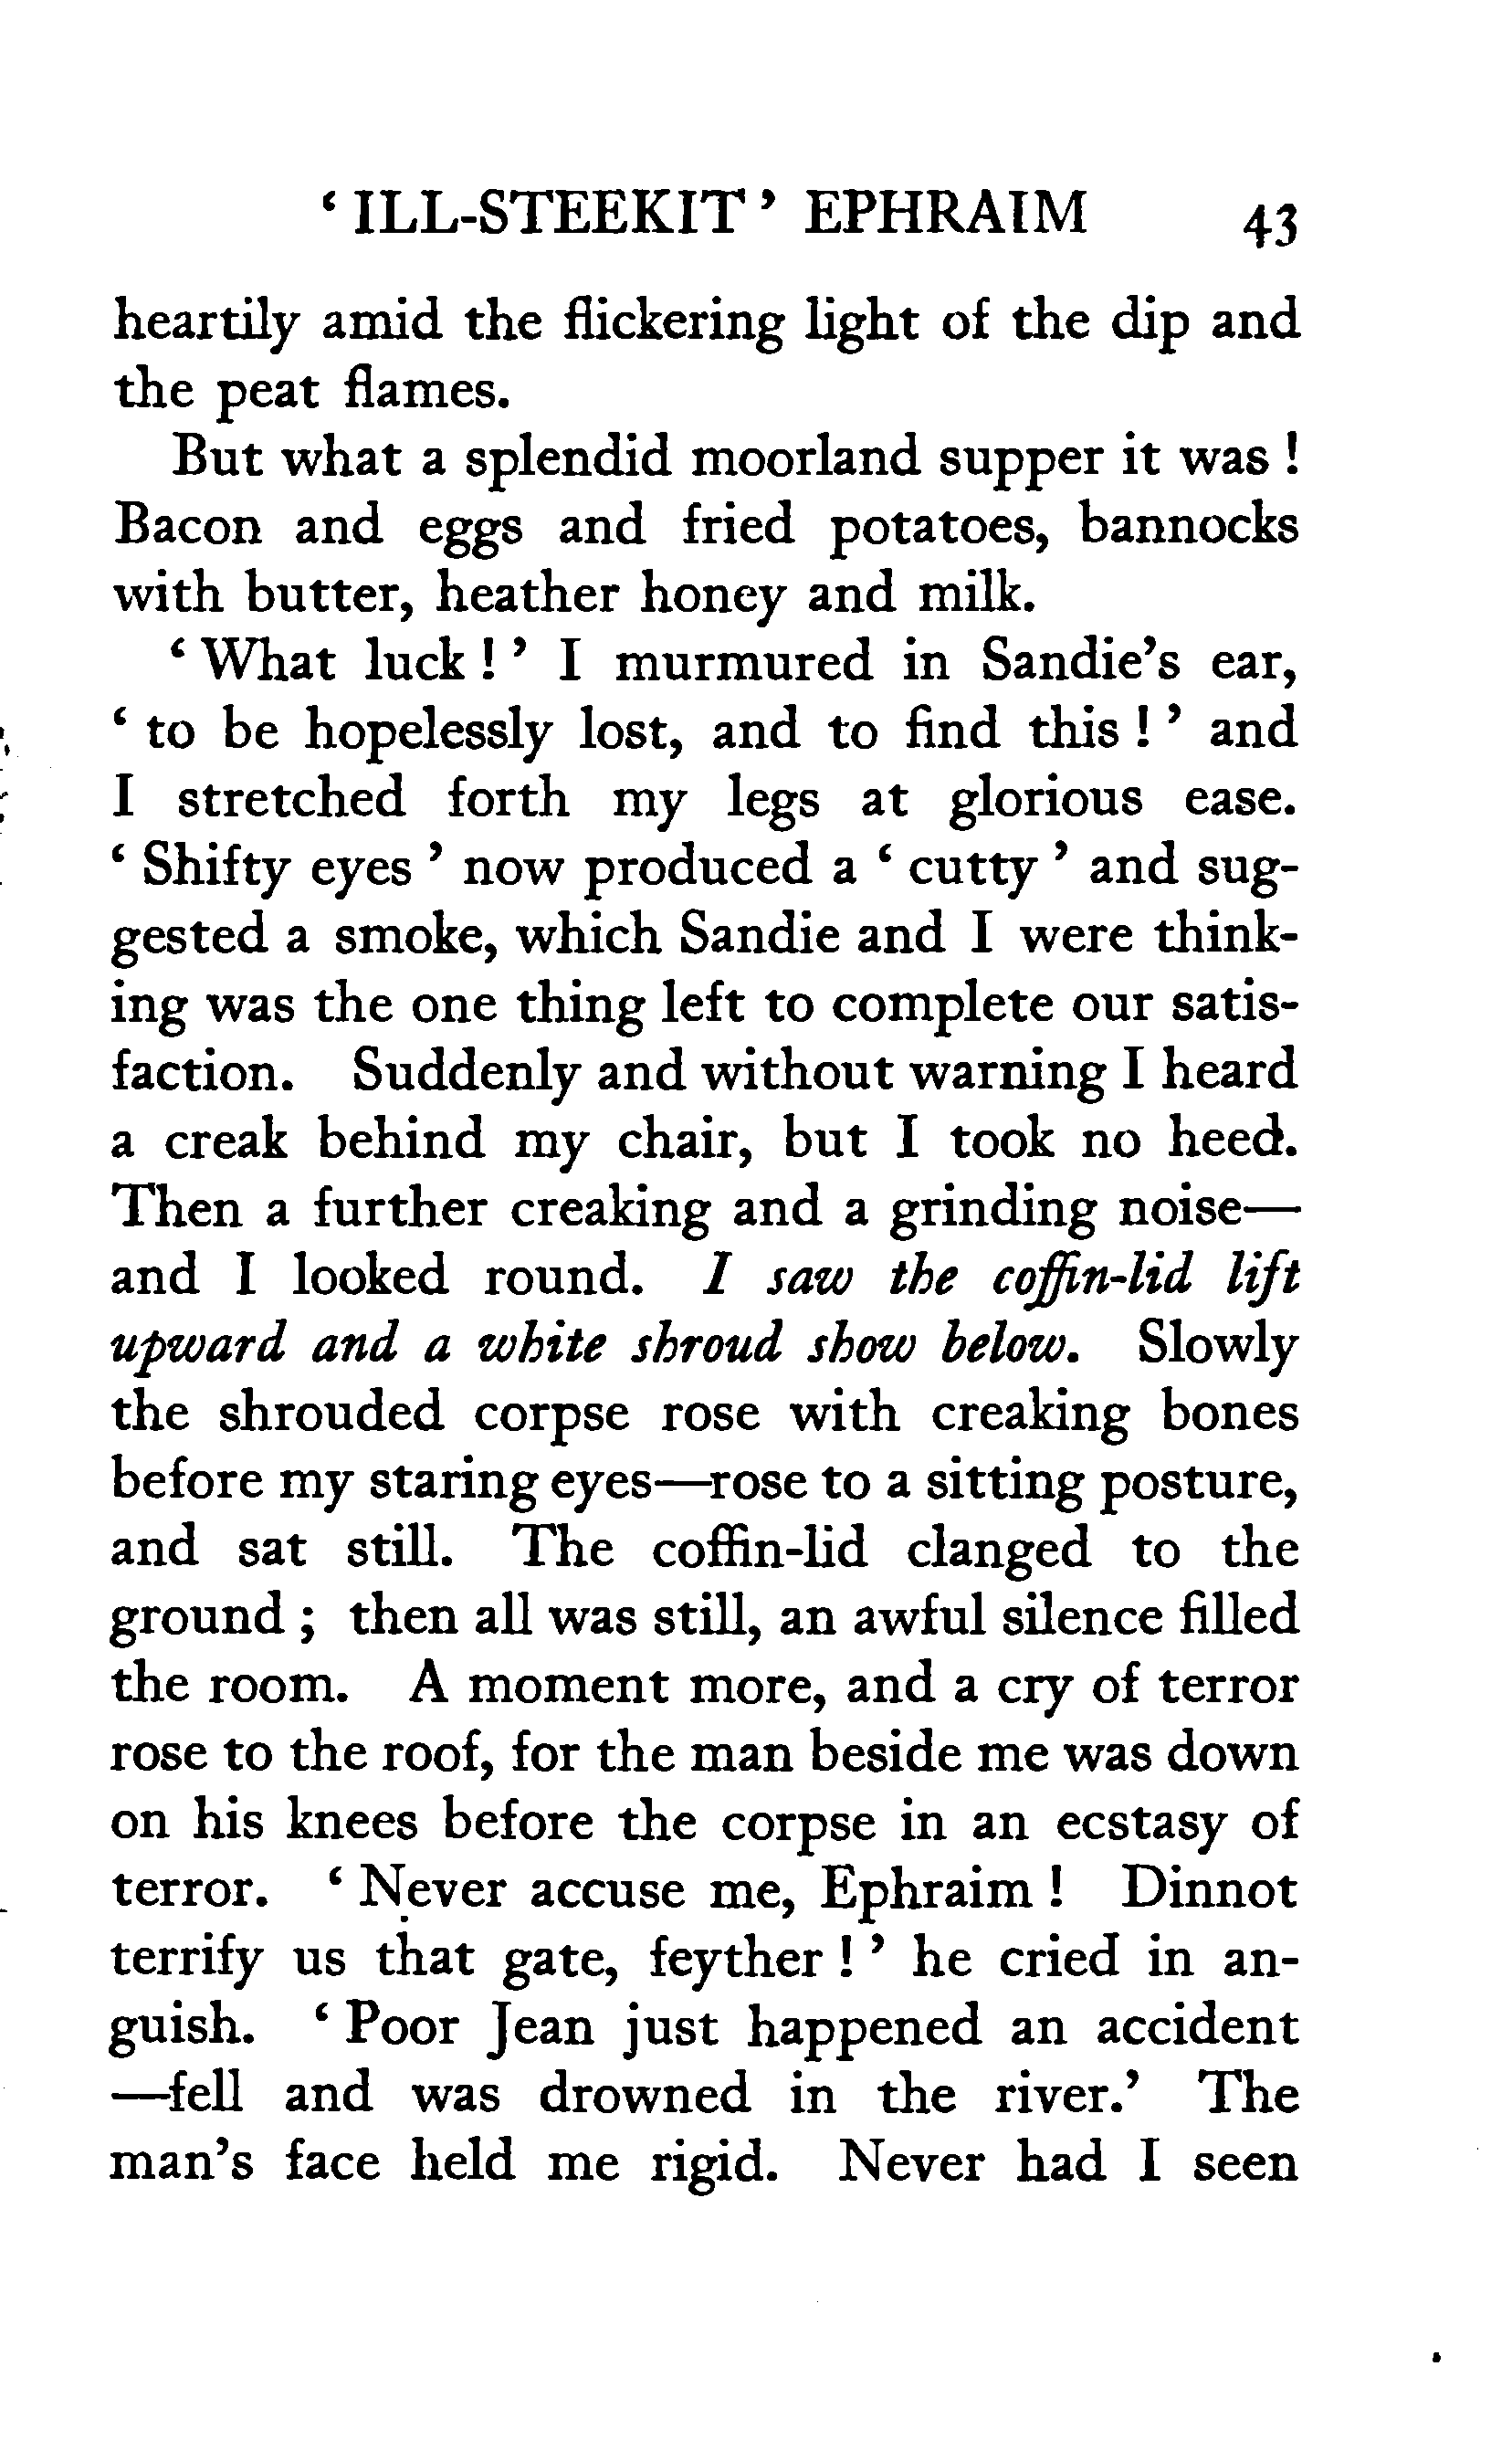 ‘ ILL-STEEKIT ’ EPHRAIM 43
heartily amid the flickering light of the dip and
the peat flames.
But what a splendid moorland supper it was !
Bacon and eggs and fried potatoes, bannocks
with butter, heather honey and milk.
‘ What luck ! ’ I murmured in Sandie’s ear,
‘ to be hopelessly lost, and to find this ! ’ and
I stretched forth my legs at glorious ease.
‘ Shifty eyes ’ now produced a ‘ cutty ’ and sug-
gested a smoke, which Sandie and I were think-
ing was the one thing left to complete our satis-
faction. Suddenly and without warning I heard
a creak behind my chair, but I took no heed.
Then a further creaking and a grinding noise—
and I looked round. I saw the coffin-lid lift
upward and a white shroud show below. Slowly
the shrouded corpse rose with creaking bones
before my staring eyes—rose to a sitting posture,
and sat still. The coffin-lid clanged to the
ground ; then all was still, an awful silence filled
the room. A moment more, and a cry of terror
rose to the roof, for the man beside me was down
on his knees before the corpse in an ecstasy of
terror. ‘ Never accuse me, Ephraim ! Dinnot
terrify us that gate, feyther ! ’ he cried in an-
guish. ‘ Poor Jean just happened an accident
—fell and was drowned in the river.’ The
man’s face held me rigid. Never had I seen